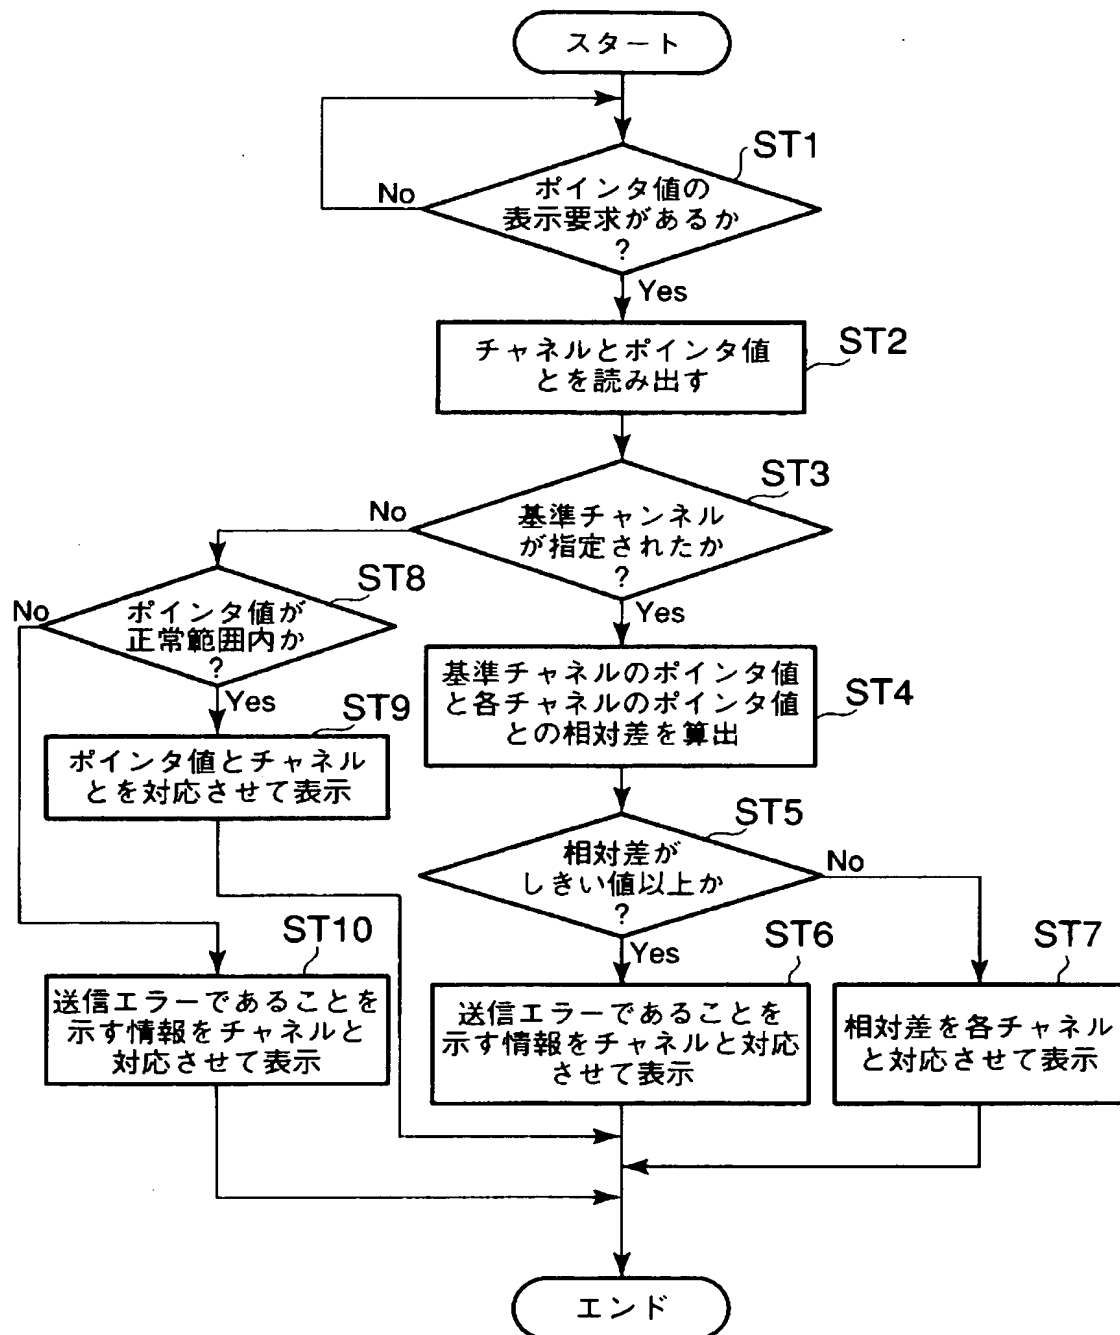 スタート
ST1
No
ポインタ値の
表示要求があるか
?
Yes
ST2
チャネルとポインタ値
とを読み出す
ST3
No
基準チャンネル
が指定されたか
?
Yes
ST8
No
ポインタ値が
正常範囲内か
?
Yes
ST4
基準チャネルのポインタ値
と各チャネルのポインタ値
との相対差を算出
ST9
ポインタ値とチャネル
とを対応させて表示
ST5
相対差が
しきい値以上か
?
No
Yes
ST10
送信エラーであることを
示す情報をチャネルと
対応させて表示
ST6
送信エラーであることを
示す情報をチャネルと対応
させて表示
ST7
相対差を各チャネル
と対応させて表示
エンド